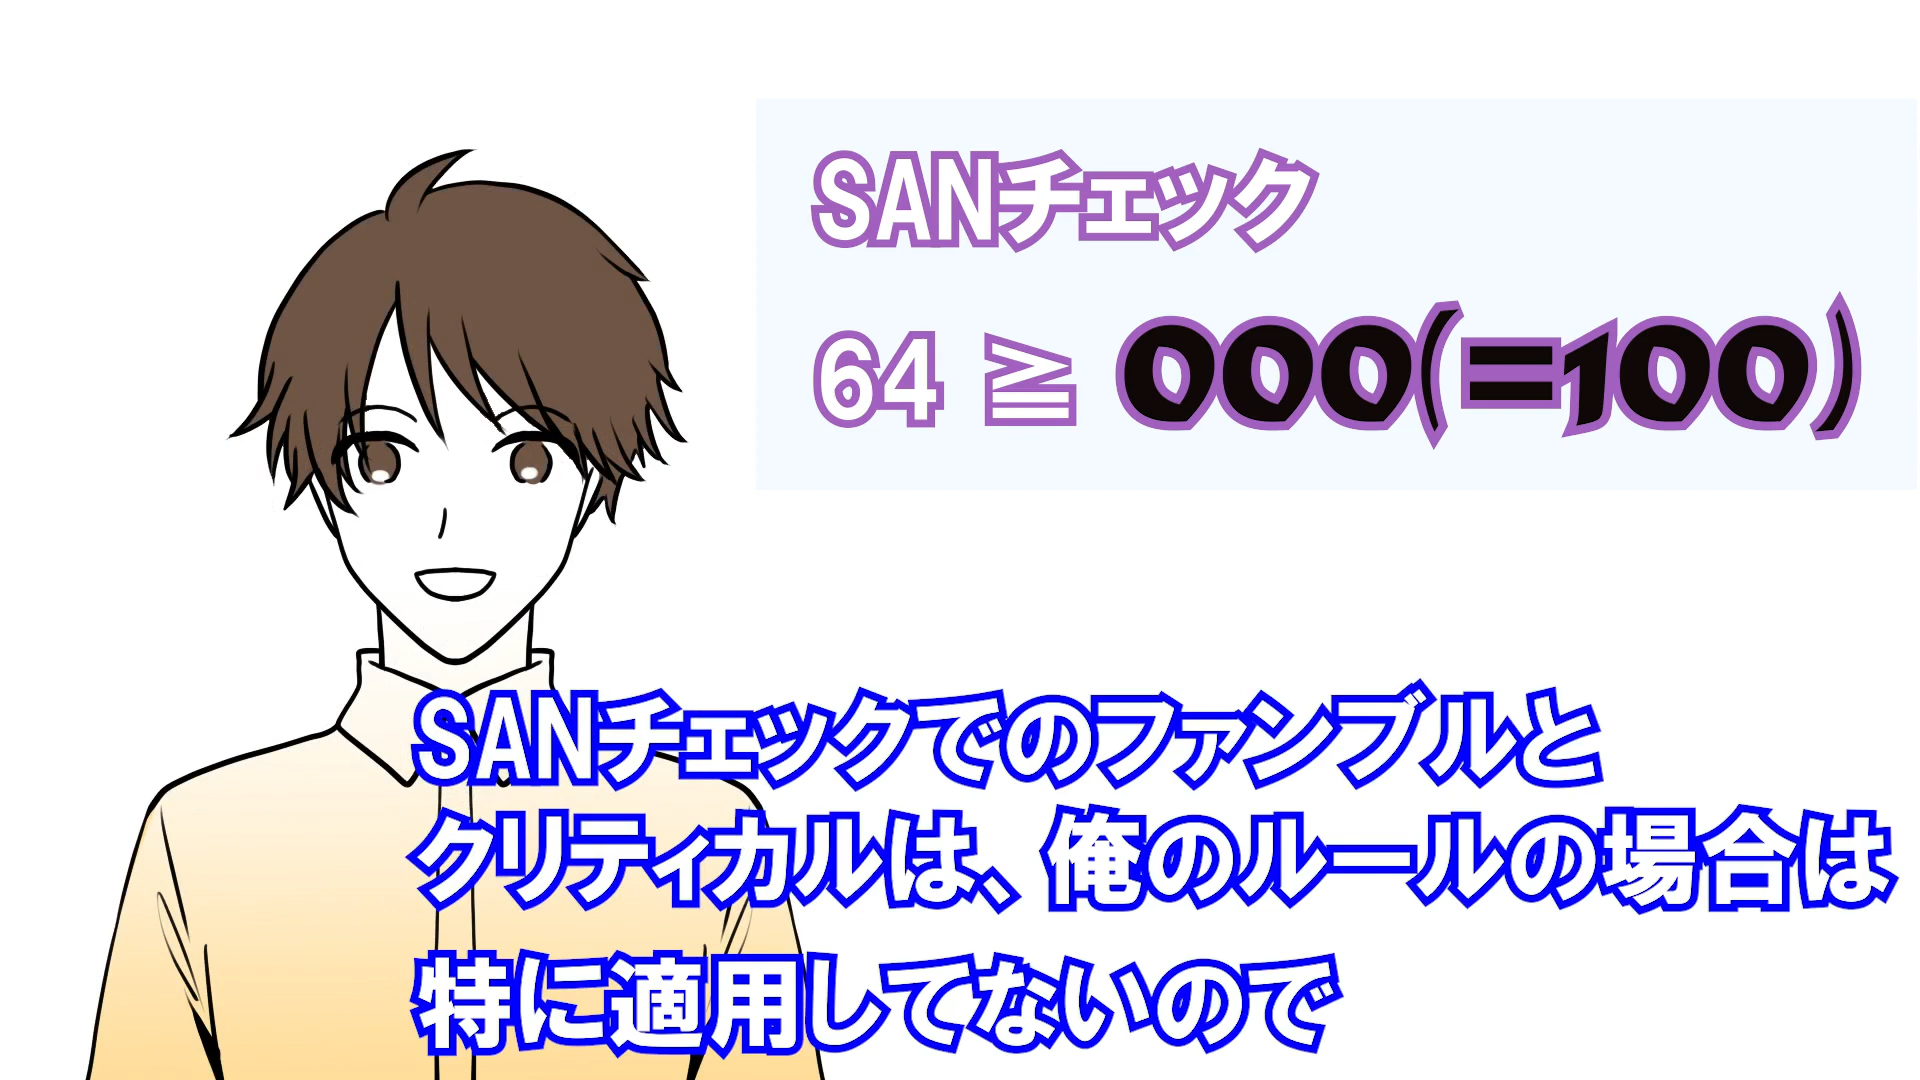 SANチェック
64 ≧ 000(=100)
SANチェックでのファンブルと
クリティカルは、俺のルールの場合は
特に適用してないので